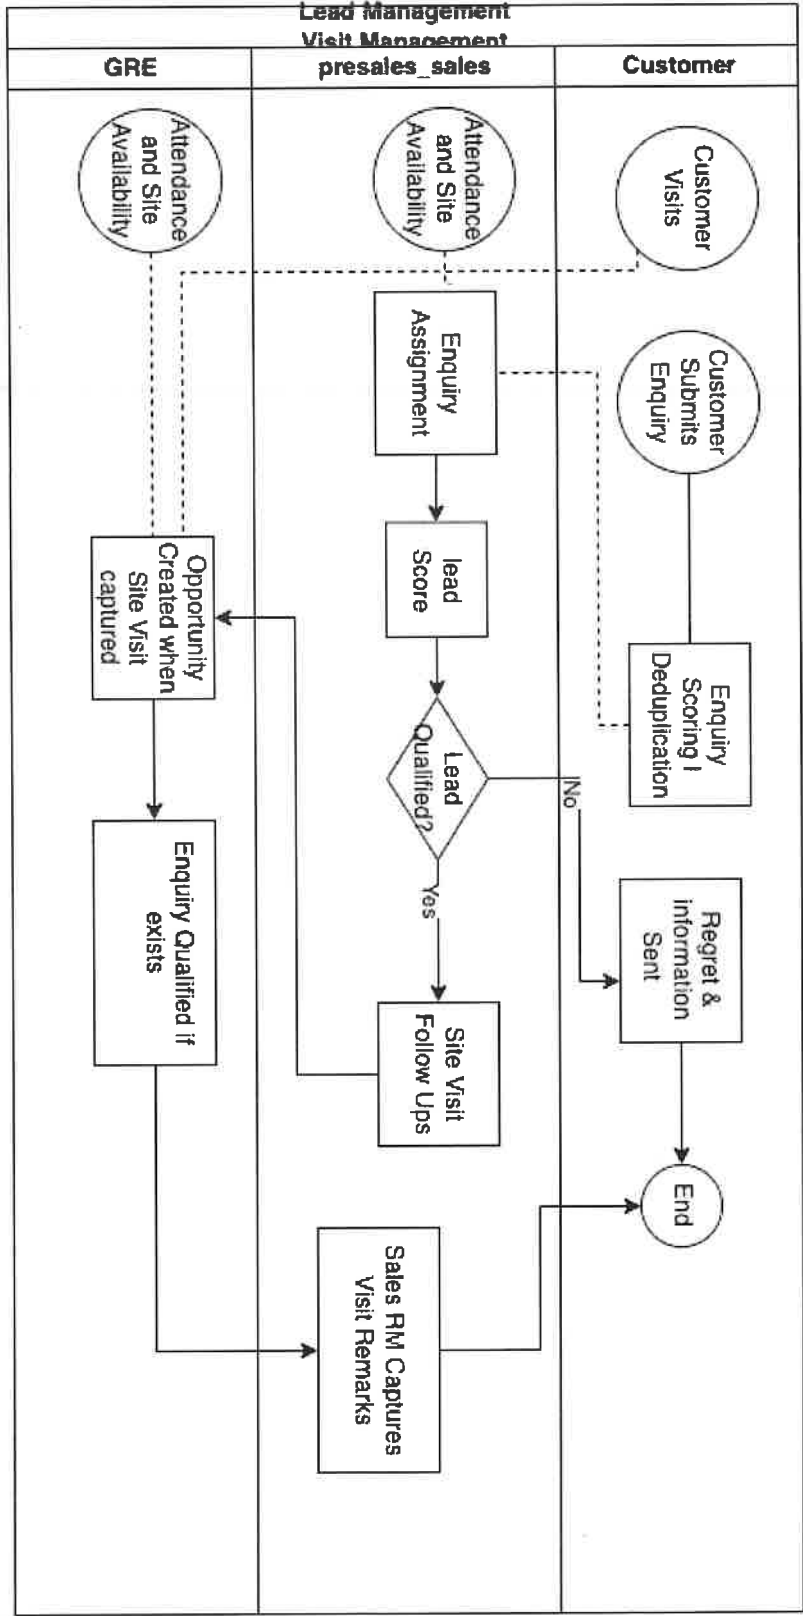 Lead Management
Visit Management
GRE
presales_sales
Customer
Customer
Visits
Customer
Submits
Enquiry
Enquiry
Scoring |
Deduplication
Regret &
information
Sent
End
Attendance
and Site
Availability
Enquiry
Assignment
lead
Score
Lead
Qualified?
No
Yes
Site Visit
Follow Ups
Sales RM Captures
Visit Remarks
Attendance
and Site
Availability
Opportunity
Created when
Site Visit
captured
Enquiry Qualified if
exists